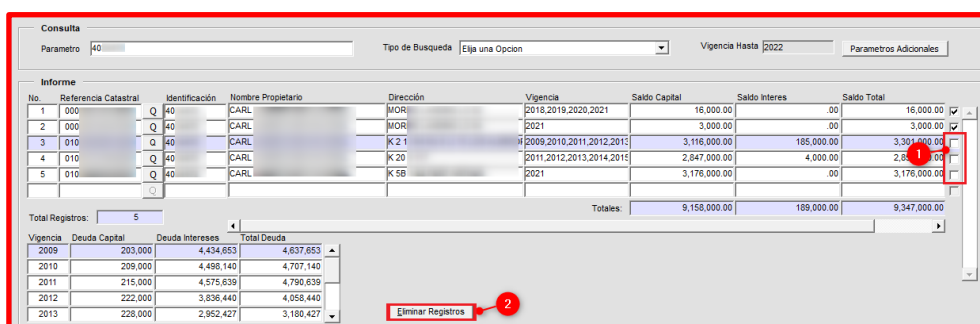 Consulta
Parametro 40 Tipo de Busqueda Elija una Opcion Vigencia Hasta 2022 Parametros Adicionales
Informe
No. Referencia Catastral Identificación Nombre Propietario Dirección Vigencia Saldo Capital Saldo Interes Saldo Total
1 000 Q 40 CARL MOR 2018,2019,2020,2021 16,000.00 .00 16,000.00
2 000 Q 40 CARL MOR 2021 3,000.00 .00 3,000.00
3 010 Q 40 CARL K 2 1 2009,2010,2011,2012,2013 3,116,000.00 185,000.00 3,301,000.00
4 010 Q 40 CARL K 20 2011,2012,2013,2014,2015 2,847,000.00 4,000.00
5 010 Q 40 CARL K 5B 2021 3,176,000.00 .00 3,176,000.00
Q
1
Totales: 9,158,000.00 189,000.00 9,347,000.00
Total Registros: 5
Vigencia Deuda Capital Deuda Intereses Total Deuda
2009 203,000 4,434,653 4,637,653
2010 209,000 4,498,140 4,707,140
2011 215,000 4,575,639 4,790,639
2012 222,000 3,836,440 4,058,440
2013 228,000 2,952,427 3,180,427
Eliminar Registros 2